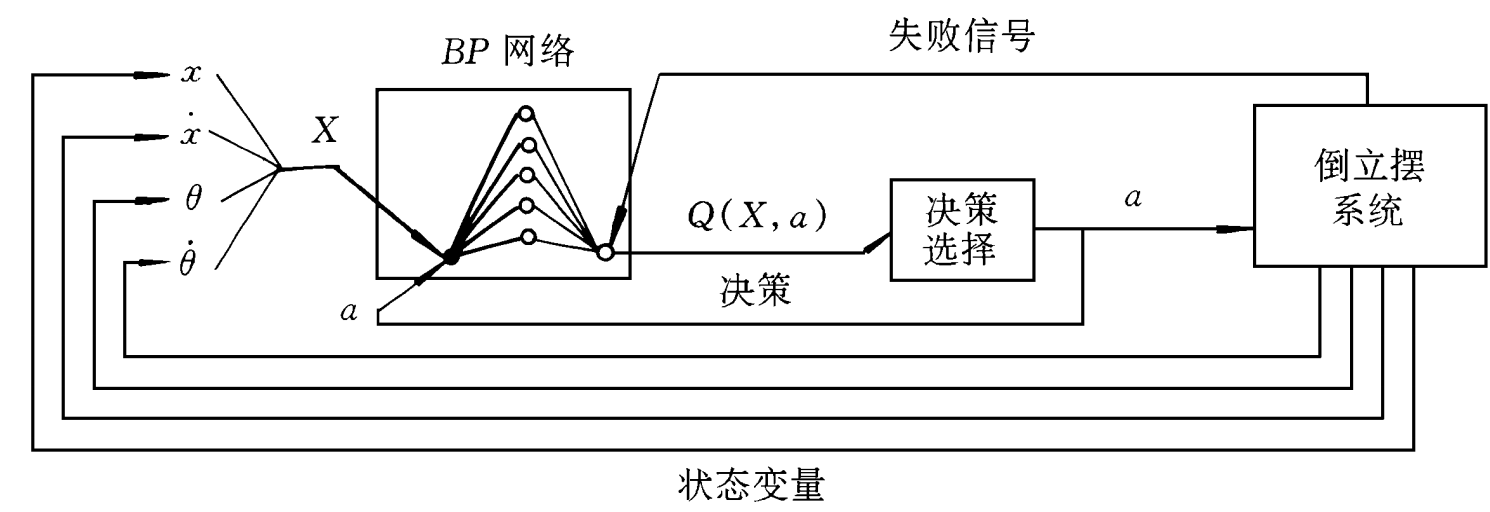 失败信号
BP 网络
x
ẋ
X
θ
θ̇
a
Q(X,a)
决策
决策
选择
a
倒立摆
系统
状态变量